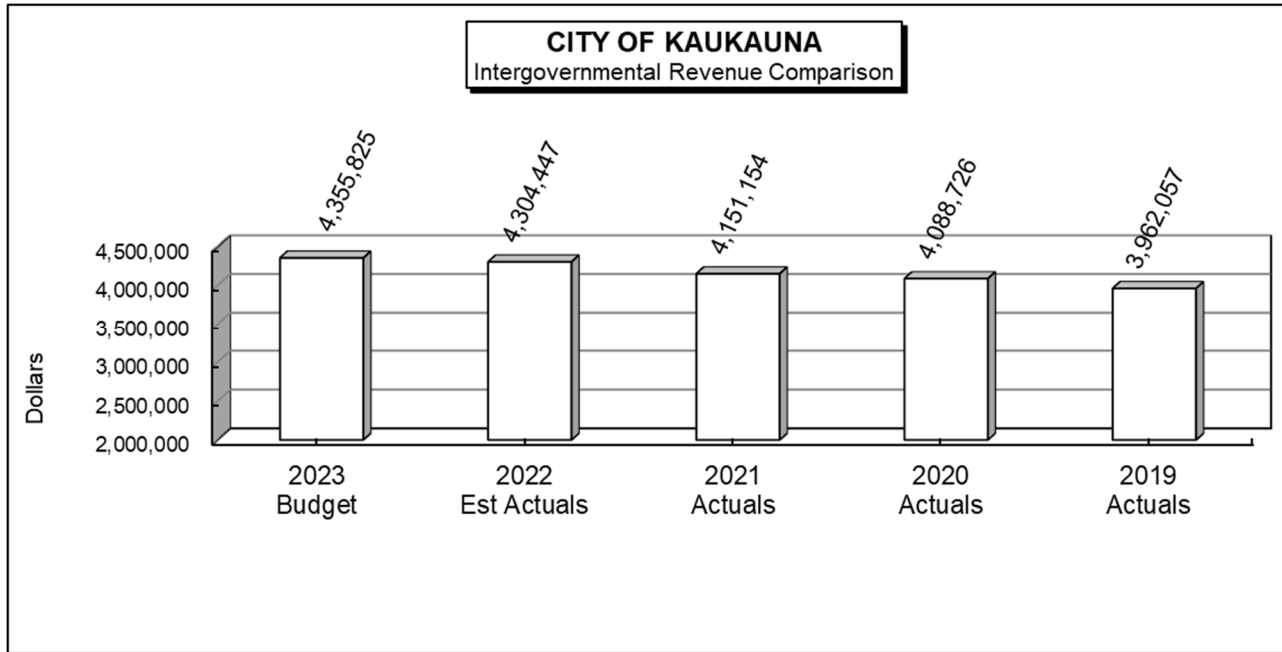 CITY OF KAUKAUNA
Intergovernmental Revenue Comparison
4,355,825
4,304,447
4,151,154
4,088,726
3,962,057
4,500,000
4,000,000
3,500,000
3,000,000
2,500,000
2,000,000
Dollars
2023
Budget
2022
Est Actuals
2021
Actuals
2020
Actuals
2019
Actuals